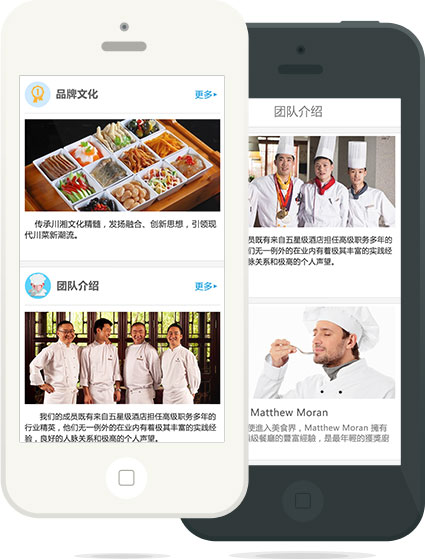 品牌文化
更多
传承川湘文化精髓，发扬融合、创新思想，引领现
代川菜新潮流。
团队介绍
更多
我们的成员既有来自五星级酒店担任高级职务多年的
行业精英，他们无一例外的在业内有着极其丰富的实践经
验，良好的人脉关系和极高的个人声望。
团队介绍
员既有来自五星级酒店担任高级职务多年的
们无一例外的在业内有着极其丰富的实践经
脉关系和极高的个人声望。
Matthew Moran
使進入美食界，Matthew Moran 擁有
級餐廳的豐富經驗，是最年輕的獲獎廚